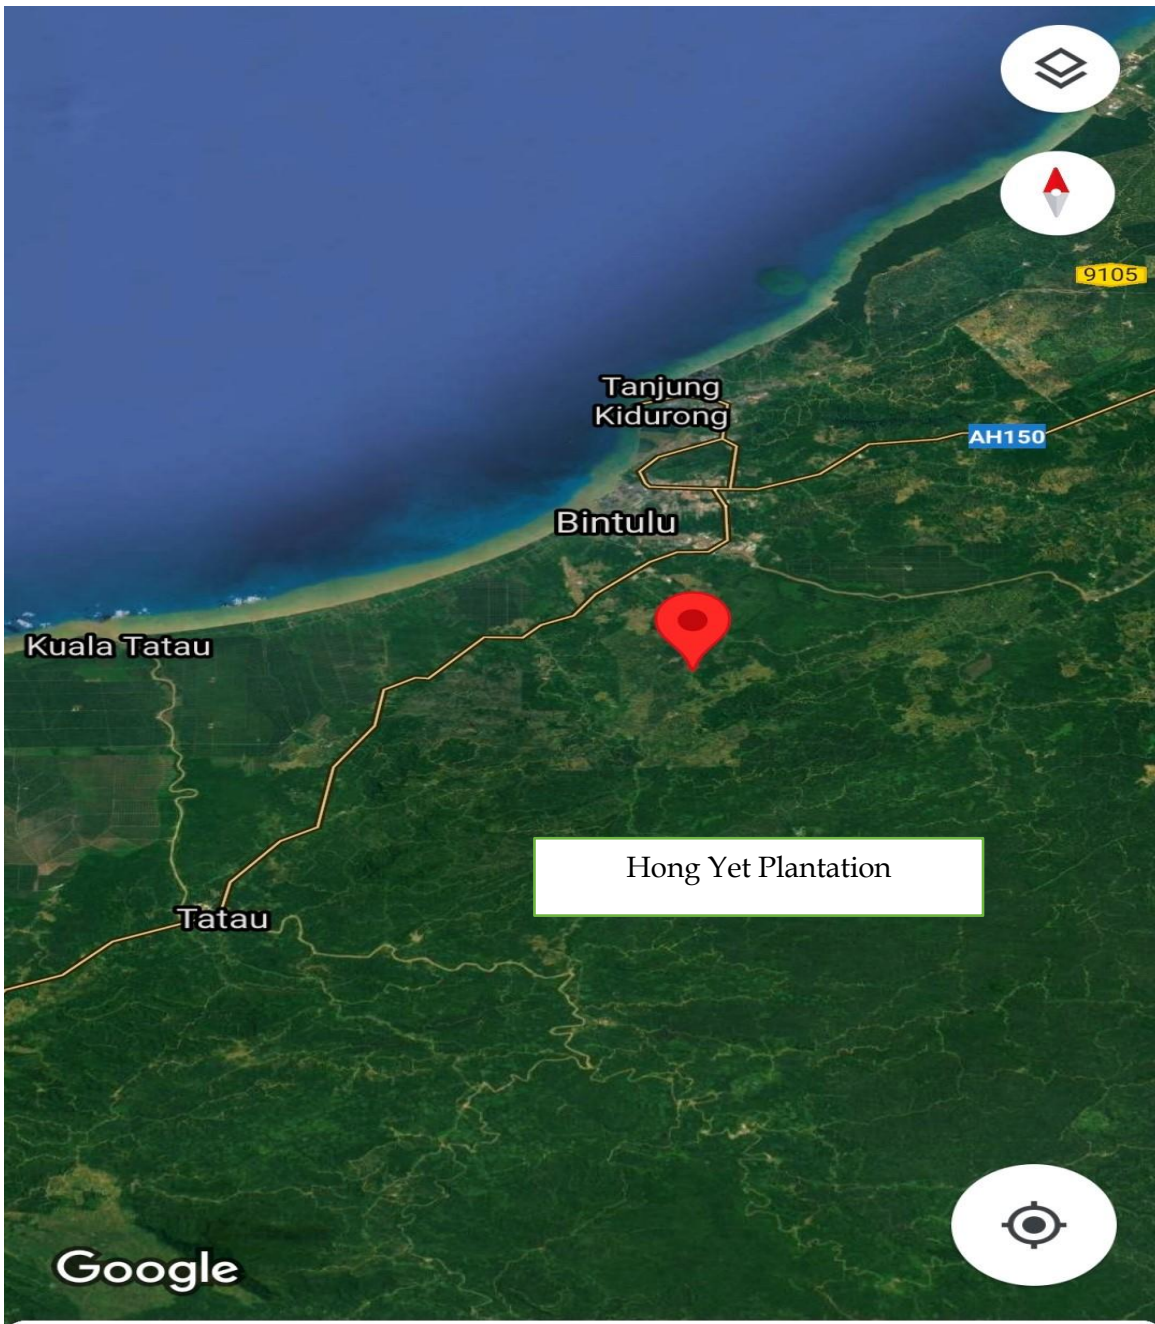 9105
Tanjung
Kidurong
AH150
Bintulu
Kuala Tatau
Hong Yet Plantation
Tatau
Google